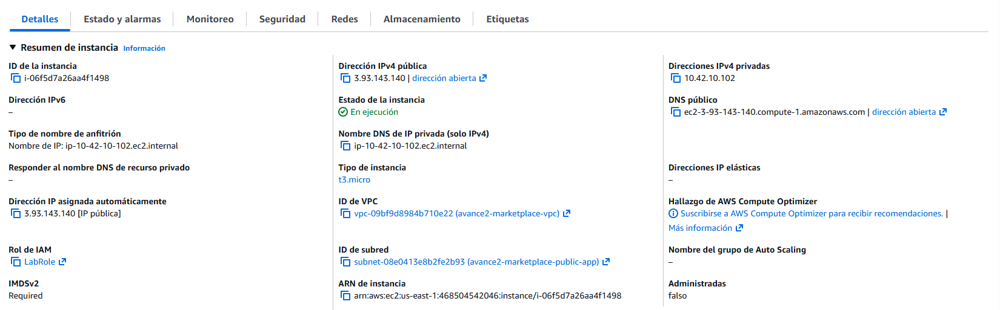 Detalles
Estado y alarmas
Monitoreo
Seguridad
Redes
Almacenamiento
Etiquetas
Resumen de instancia Información
ID de la instancia
i-06f5d7a26aa4f1498
Dirección IPv4 pública
3.93.143.140 | dirección abierta
Direcciones IPv4 privadas
10.42.10.102
Dirección IPv6
–
Estado de la instancia
En ejecución
DNS público
ec2-3-93-143-140.compute-1.amazonaws.com | dirección abierta
Tipo de nombre de anfitrión
Nombre de IP: ip-10-42-10-102.ec2.internal
Nombre DNS de IP privada (solo IPv4)
ip-10-42-10-102.ec2.internal
Responder al nombre DNS de recurso privado
–
Tipo de instancia
t3.micro
Direcciones IP elásticas
–
Dirección IP asignada automáticamente
3.93.143.140 [IP pública]
ID de VPC
vpc-09bf9d8984b710e22 (avance2-marketplace-vpc)
Hallazgo de AWS Compute Optimizer
Suscribirse a AWS Compute Optimizer para recibir recomendaciones. |
Más información
Rol de IAM
LabRole
ID de subred
subnet-08e0413e8b2fe2b93 (avance2-marketplace-public-app)
Nombre del grupo de Auto Scaling
–
IMDSv2
Required
ARN de instancia
arn:aws:ec2:us-east-1:468504542046:instance/i-06f5d7a26aa4f1498
Administradas
falso